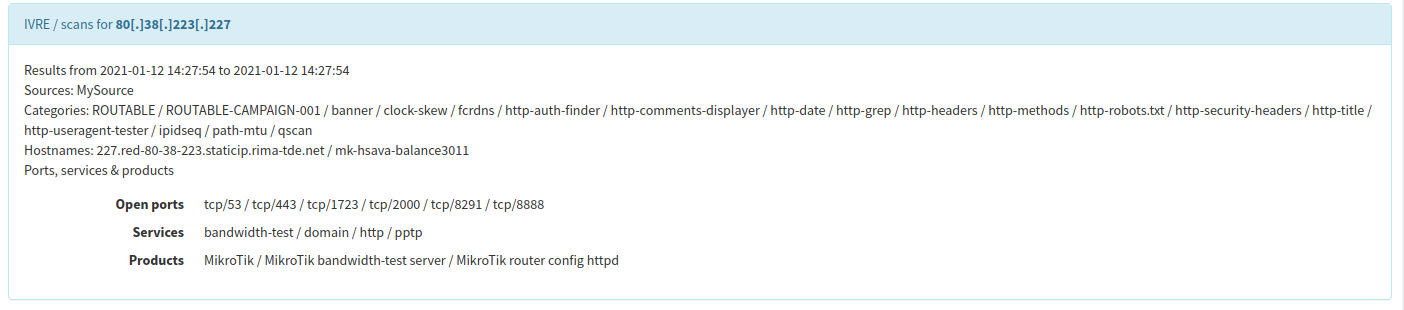 IVRE / scans for 80[.]38[.]223[.]227
Results from 2021-01-12 14:27:54 to 2021-01-12 14:27:54
Sources: MySource
Categories: ROUTABLE / ROUTABLE-CAMPAIGN-001 / banner / clock-skew / fcrdns / http-auth-finder / http-comments-displayer / http-date / http-grep / http-headers / http-methods / http-robots.txt / http-security-headers / http-title /
http-useragent-tester / ipidseq / path-mtu / qscan
Hostnames: 227.red-80-38-223.staticip.rima-tde.net / mk-hsava-balance3011
Ports, services & products
Open ports tcp/53 / tcp/443 / tcp/1723 / tcp/2000 / tcp/8291 / tcp/8888
Services bandwidth-test / domain / http / pptp
Products MikroTik / MikroTik bandwidth-test server / MikroTik router config httpd